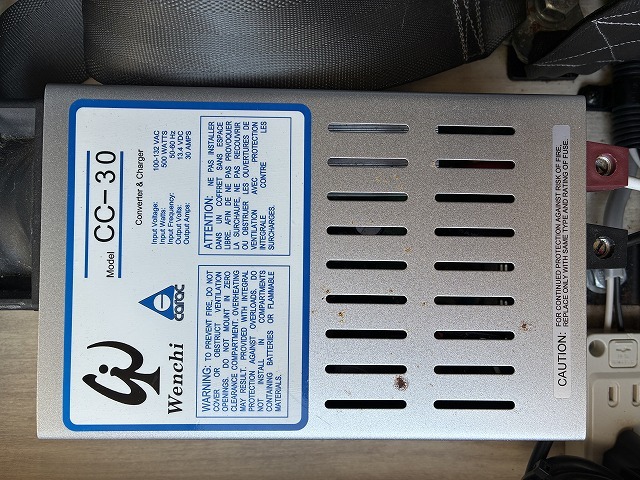 Wenchi
carac
Model CC-30
Converter & Charger
Input Voltage: 100-132 VAC
Input Watts: 500 WATTS
Input Frequency: 50-60 Hz
Output Volts: 13.4 VDC
Output Amps: 30 AMPS
WARNING: TO PREVENT FIRE, DO NOT
COVER OR OBSTRUCT VENTILATION
OPENINGS. DO NOT MOUNT IN ZERO
CLEARANCE COMPARTMENT. OVERHEATING
MAY RESULT. PROVIDED WITH INTEGRAL
PROTECTION AGAINST OVERLOADS. DO
NOT INSTALL IN COMPARTMENTS
CONTAINING BATTERIES OR FLAMMABLE
MATERIALS.
ATTENTION: NE PAS INSTALLER
DANS UN COFFRET SANS ESPACE
LIBRE. AFIN DE NE PAS PROVOQUER
LA SURCHAUFE, NE PAS RECOUVRIR
OU OBSTRUER LES OUVERTURES DE
VENTILATION AVEC PROTECTION
INTEGRALE CONTRE LES
SURCHARGES.
CAUTION: FOR CONTINUED PROTECTION AGAINST RISK OF FIRE,
REPLACE ONLY WITH SAME TYPE AND RATING OF FUSE.